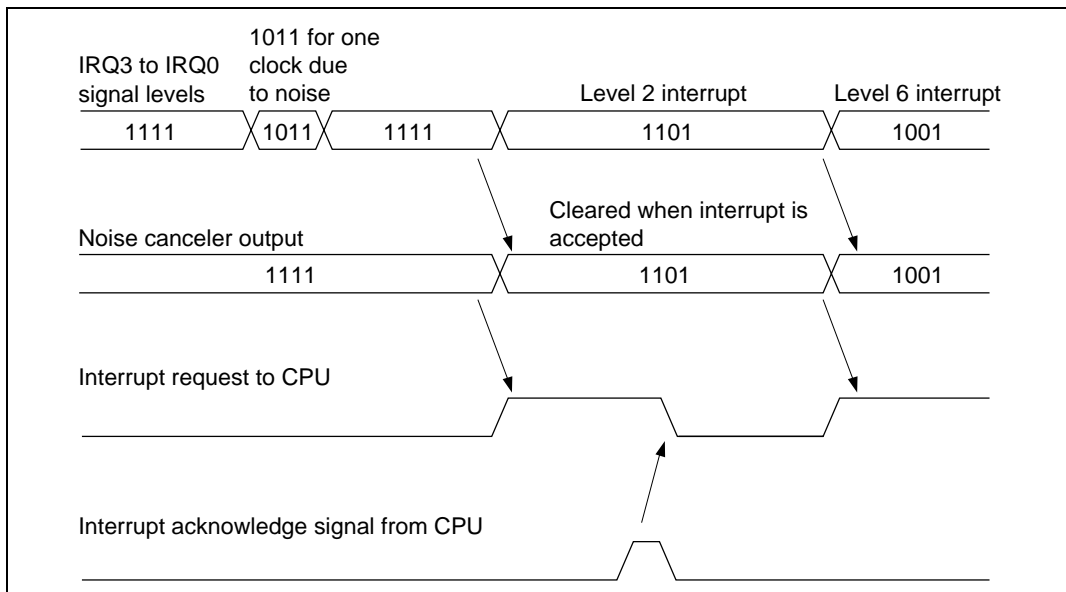 IRQ3 to IRQ0
signal levels
1011 for one
clock due
to noise
Level 2 interrupt
Level 6 interrupt
1111
1011
1111
1101
1001
Noise canceler output
Cleared when interrupt is
accepted
1111
1101
1001
Interrupt request to CPU
Interrupt acknowledge signal from CPU